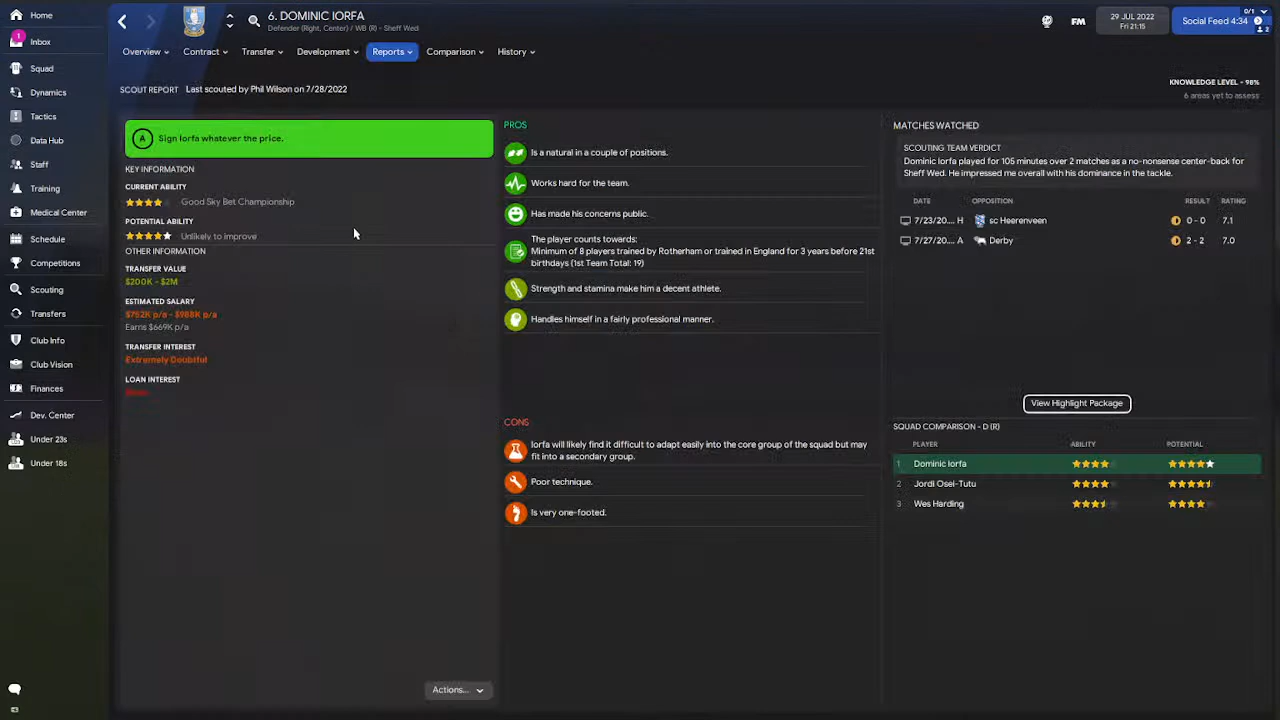 Home
6. DOMINIC IORFA
Defender (Right, Center) / WB (R) - Sheff Wed
FM
29 JUL 2022
Fri 21:15
0/1
Social Feed 4:34
2
1
Inbox
Overview
Contract
Transfer
Development
Reports
Comparison
History
Squad
Dynamics
Tactics
Data Hub
Staff
Training
Medical Center
Schedule
Competitions
Scouting
Transfers
Club Info
Club Vision
Finances
Dev. Center
Under 23s
Under 18s
SCOUT REPORT Last scouted by Phil Wilson on 7/28/2022
KNOWLEDGE LEVEL - 98%
6 areas yet to assess
A Sign Iorfa whatever the price.
KEY INFORMATION
CURRENT ABILITY
Good Sky Bet Championship
POTENTIAL ABILITY
Unlikely to improve
OTHER INFORMATION
TRANSFER VALUE
$200K - $2M
ESTIMATED SALARY
$752K p/a - $988K p/a
Earns $669K p/a
TRANSFER INTEREST
Extremely Doubtful
LOAN INTEREST
Actions...
PROS
Is a natural in a couple of positions.
Works hard for the team.
Has made his concerns public.
The player counts towards:
Minimum of 8 players trained by Rotherham or trained in England for 3 years before 21st
birthdays (1st Team Total: 19)
Strength and stamina make him a decent athlete.
Handles himself in a fairly professional manner.
CONS
Iorfa will likely find it difficult to adapt easily into the core group of the squad but may
fit into a secondary group.
Poor technique.
Is very one-footed.
MATCHES WATCHED
SCOUTING TEAM VERDICT
Dominic Iorfa played for 105 minutes over 2 matches as a no-nonsense center-back for
Sheff Wed. He impressed me overall with his dominance in the tackle.
DATE OPPOSITION RESULT RATING
7/23/20... H sc Heerenveen 0 - 0 7.1
7/27/20... A Derby 2 - 2 7.0
View Highlight Package
SQUAD COMPARISON - D (R)
PLAYER ABILITY POTENTIAL
1 Dominic Iorfa
2 Jordi Osei-Tutu
3 Wes Harding